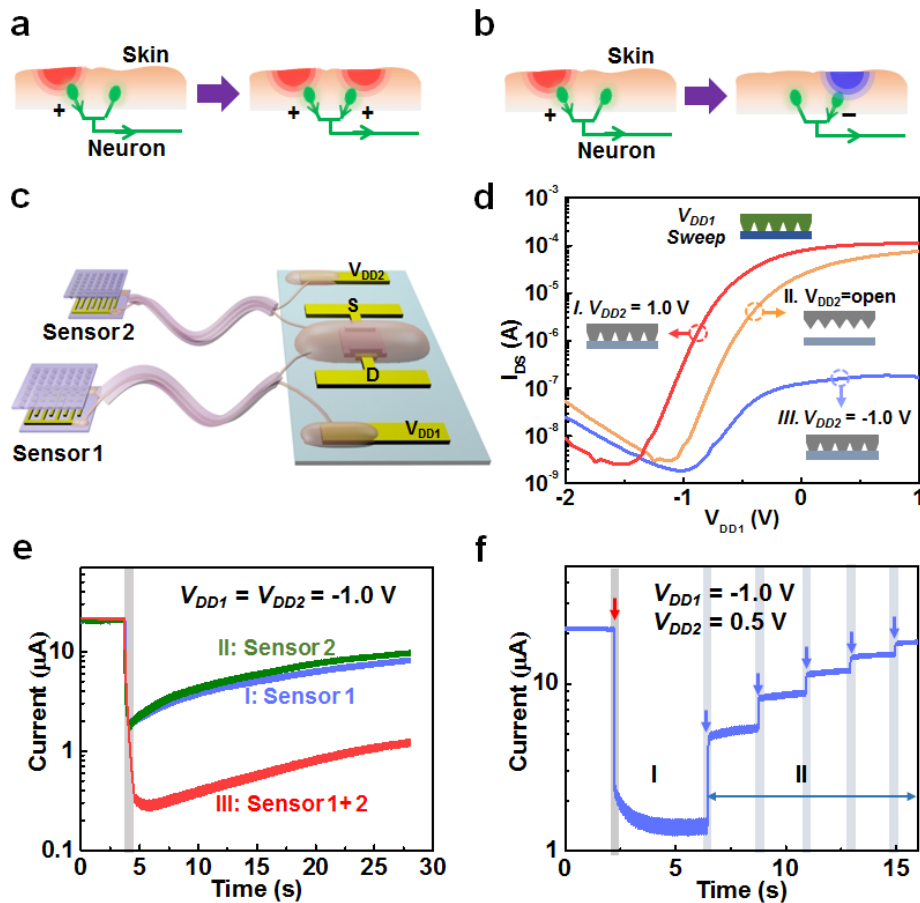 a
Skin
+
+
+
Neuron
b
Skin
+
−
Neuron
c
V_DD2
S
Sensor 2
D
V_DD1
Sensor 1
d
10⁻³
10⁻⁴
10⁻⁵
10⁻⁶
10⁻⁷
10⁻⁸
10⁻⁹
I_DS (A)
V_DD1
Sweep
I. V_DD2 = 1.0 V
II. V_DD2=open
III. V_DD2 = -1.0 V
-2
-1
0
1
V_DD1 (V)
e
V_DD1 = V_DD2 = -1.0 V
II: Sensor 2
I: Sensor 1
III: Sensor 1+2
10
1
0.1
Current (µA)
0 5 10 15 20 25 30
Time (s)
f
V_DD1 = -1.0 V
V_DD2 = 0.5 V
I
II
10
1
Current (µA)
0
5
10
15
Time (s)